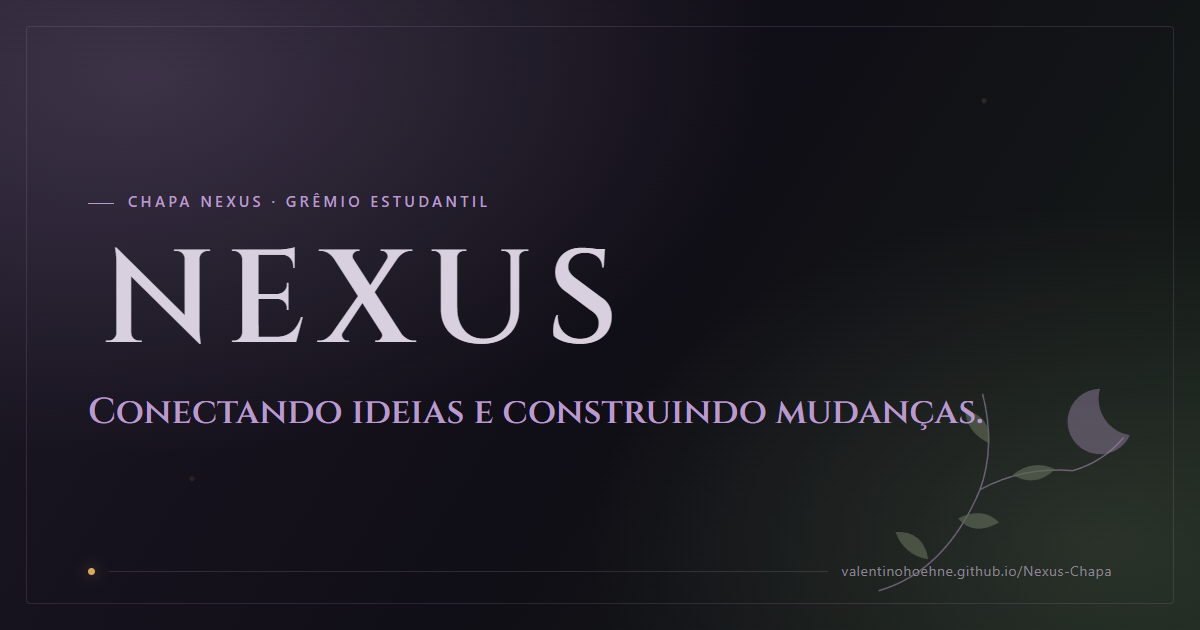 CHAPA NEXUS · GRÊMIO ESTUDANTIL
NEXUS
Conectando ideias e construindo mudanças.
valentinohoehne.github.io/Nexus-Chapa